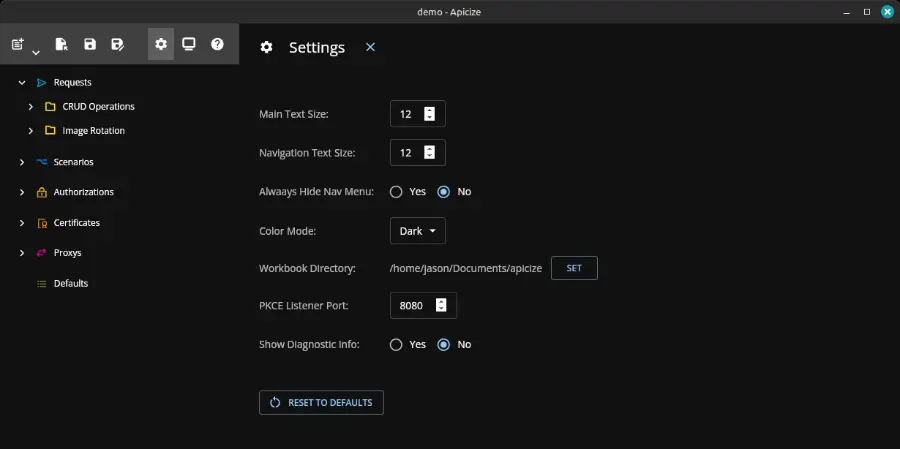 demo - Apicize
Settings
Requests
CRUD Operations
Image Rotation
Scenarios
Authorizations
Certificates
Proxys
Defaults
Main Text Size: 12
Navigation Text Size: 12
Alwaays Hide Nav Menu: Yes No
Color Mode: Dark
Workbook Directory: /home/jason/Documents/apicize SET
PKCE Listener Port: 8080
Show Diagnostic Info: Yes No
RESET TO DEFAULTS